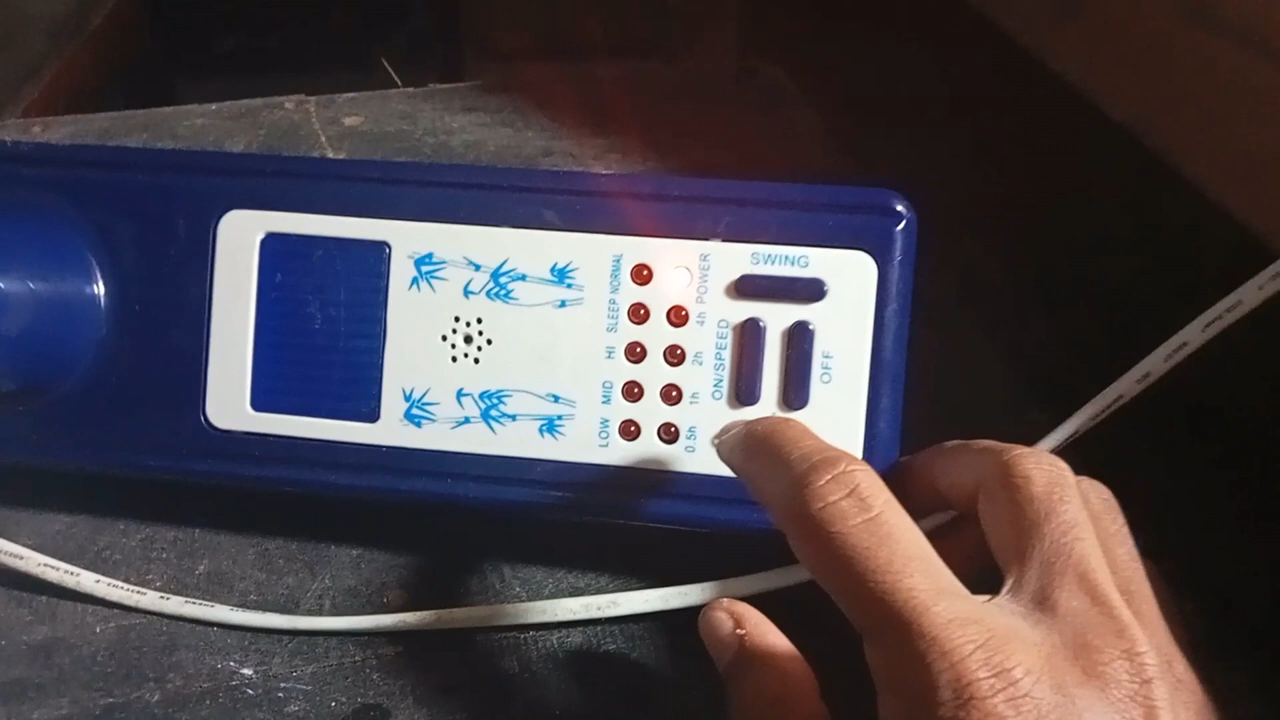 SWING
ON/SPEED
OFF
NORMAL
POWER
SLEEP
4h
HI
2h
MID
1h
LOW
0.5h